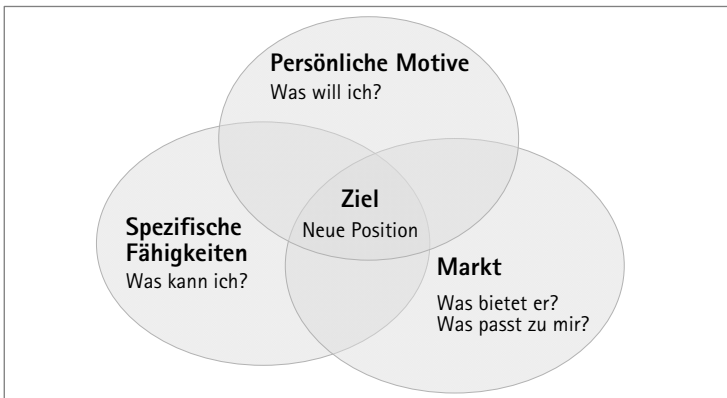 Persönliche Motive
Was will ich?
Ziel
Neue Position
Spezifische
Fähigkeiten
Was kann ich?
Markt
Was bietet er?
Was passt zu mir?